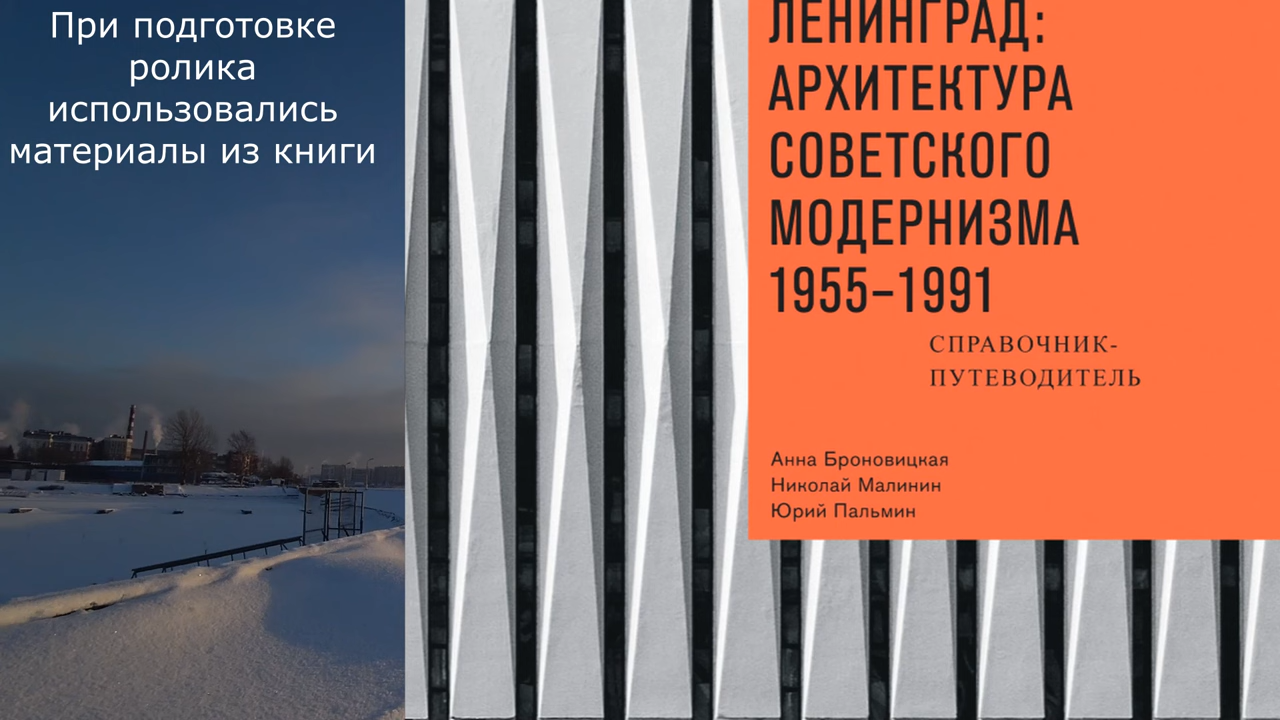 При подготовке
ролика
использовались
материалы из книги
ЛЕНИНГРАД:
АРХИТЕКТУРА
СОВЕТСКОГО
МОДЕРНИЗМА
1955–1991
СПРАВОЧНИК-
ПУТЕВОДИТЕЛЬ
Анна Броновицкая
Николай Малинин
Юрий Пальмин